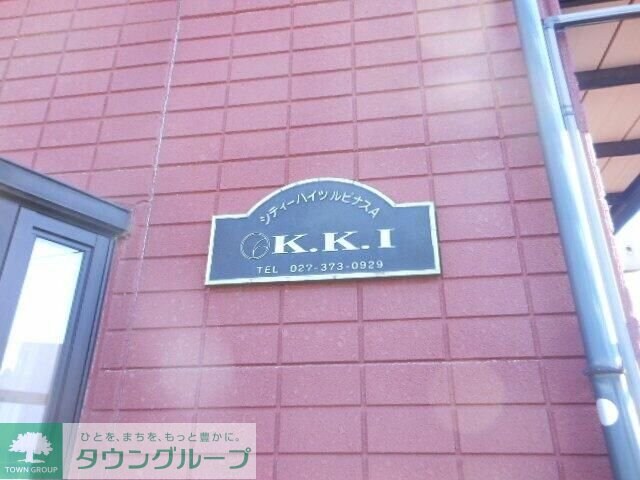 シティーハイツ ルピナスA
K.K.I
TEL 027-373-0929
ひとを、まちを、もっと豊かに。
TOWN GROUP
タウングループ